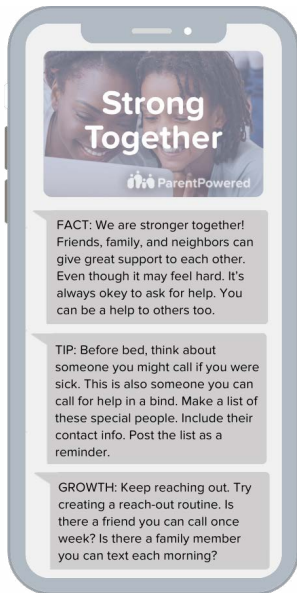 Strong
Together
ParentPowered
FACT: We are stronger together!
Friends, family, and neighbors can
give great support to each other.
Even though it may feel hard. It's
always okey to ask for help. You
can be a help to others too.
TIP: Before bed, think about
someone you might call if you were
sick. This is also someone you can
call for help in a bind. Make a list of
these special people. Include their
contact info. Post the list as a
reminder.
GROWTH: Keep reaching out. Try
creating a reach-out routine. Is
there a friend you can call once
week? Is there a family member
you can text each morning?